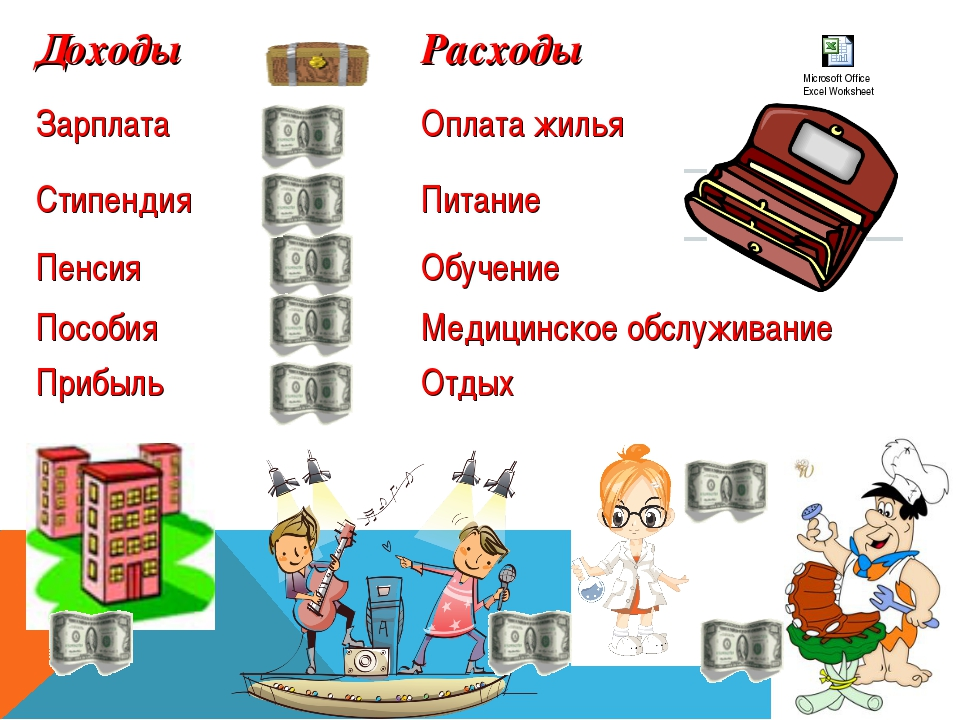 Доходы
Расходы
Microsoft Office
Excel Worksheet
Зарплата
Оплата жилья
Стипендия
Питание
Пенсия
Обучение
Пособия
Медицинское обслуживание
Прибыль
Отдых
A